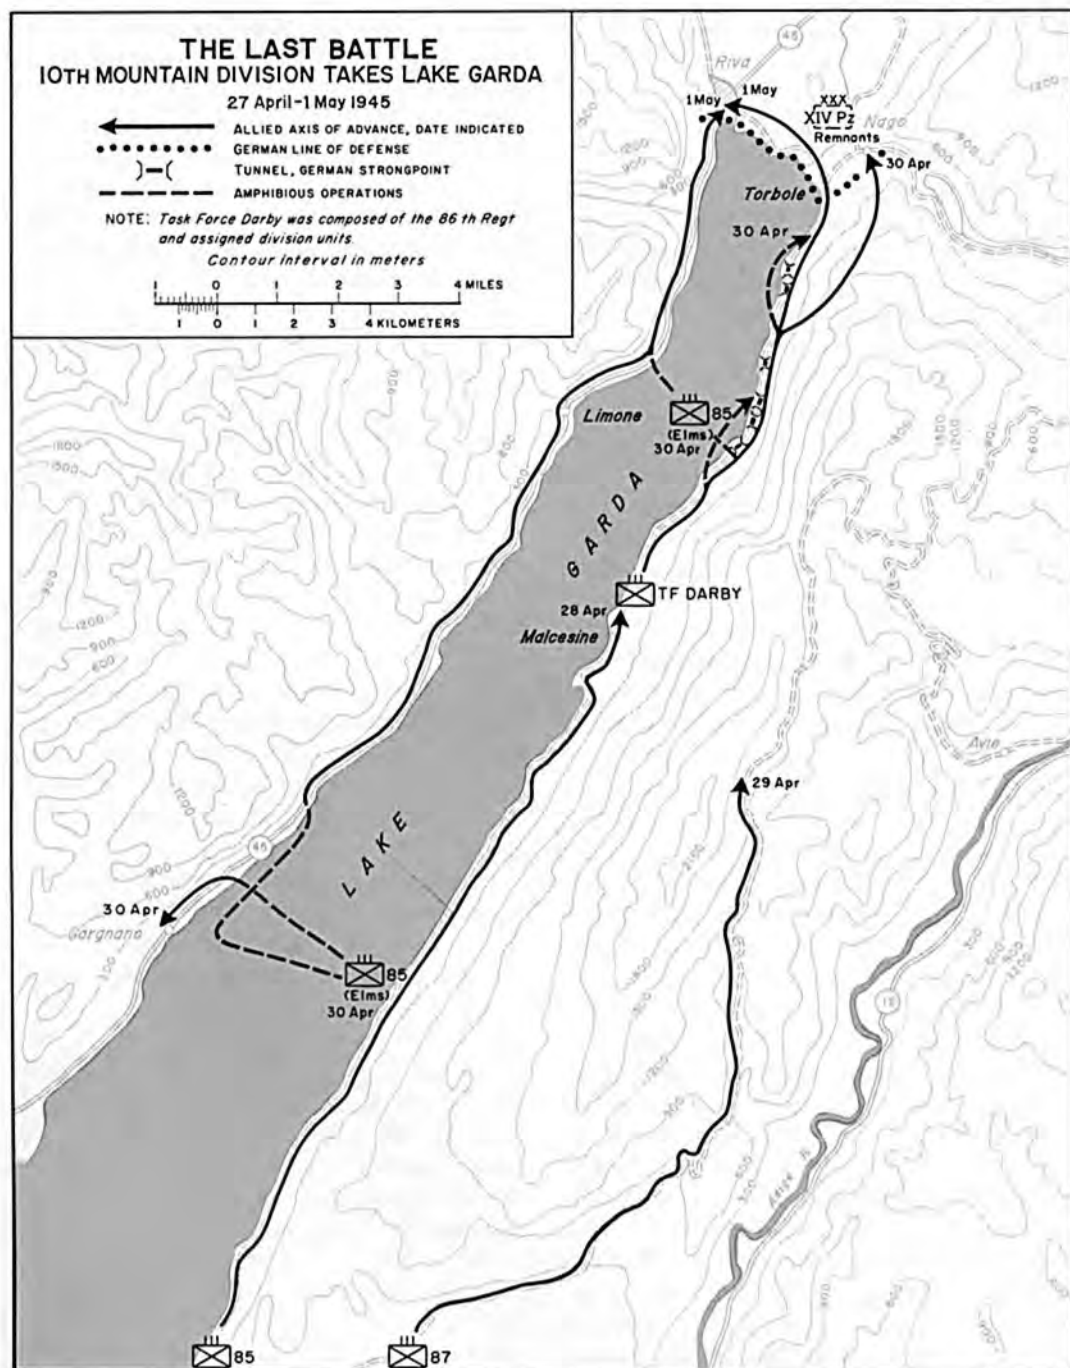 THE LAST BATTLE
10TH MOUNTAIN DIVISION TAKES LAKE GARDA
27 April-1 May 1945
ALLIED AXIS OF ADVANCE, DATE INDICATED
GERMAN LINE OF DEFENSE
TUNNEL, GERMAN STRONGPOINT
AMPHIBIOUS OPERATIONS
NOTE: Task Force Darby was composed of the 86th Regt
and assigned division units.
Contour interval in meters
1 0 1 2 3 4 MILES
1 0 1 2 3 4 KILOMETERS
45
Riva
1200
1 May
1 May
XXX
XIV Pz
Remnants
Nago
30 Apr
Torbole
30 Apr
Limone
85
(Elms)
30 Apr
GARDA
TF DARBY
28 Apr
Malcesine
Avio
29 Apr
LAKE
45
30 Apr
Gargnano
85
(Elms)
30 Apr
12
Adige R
85
87